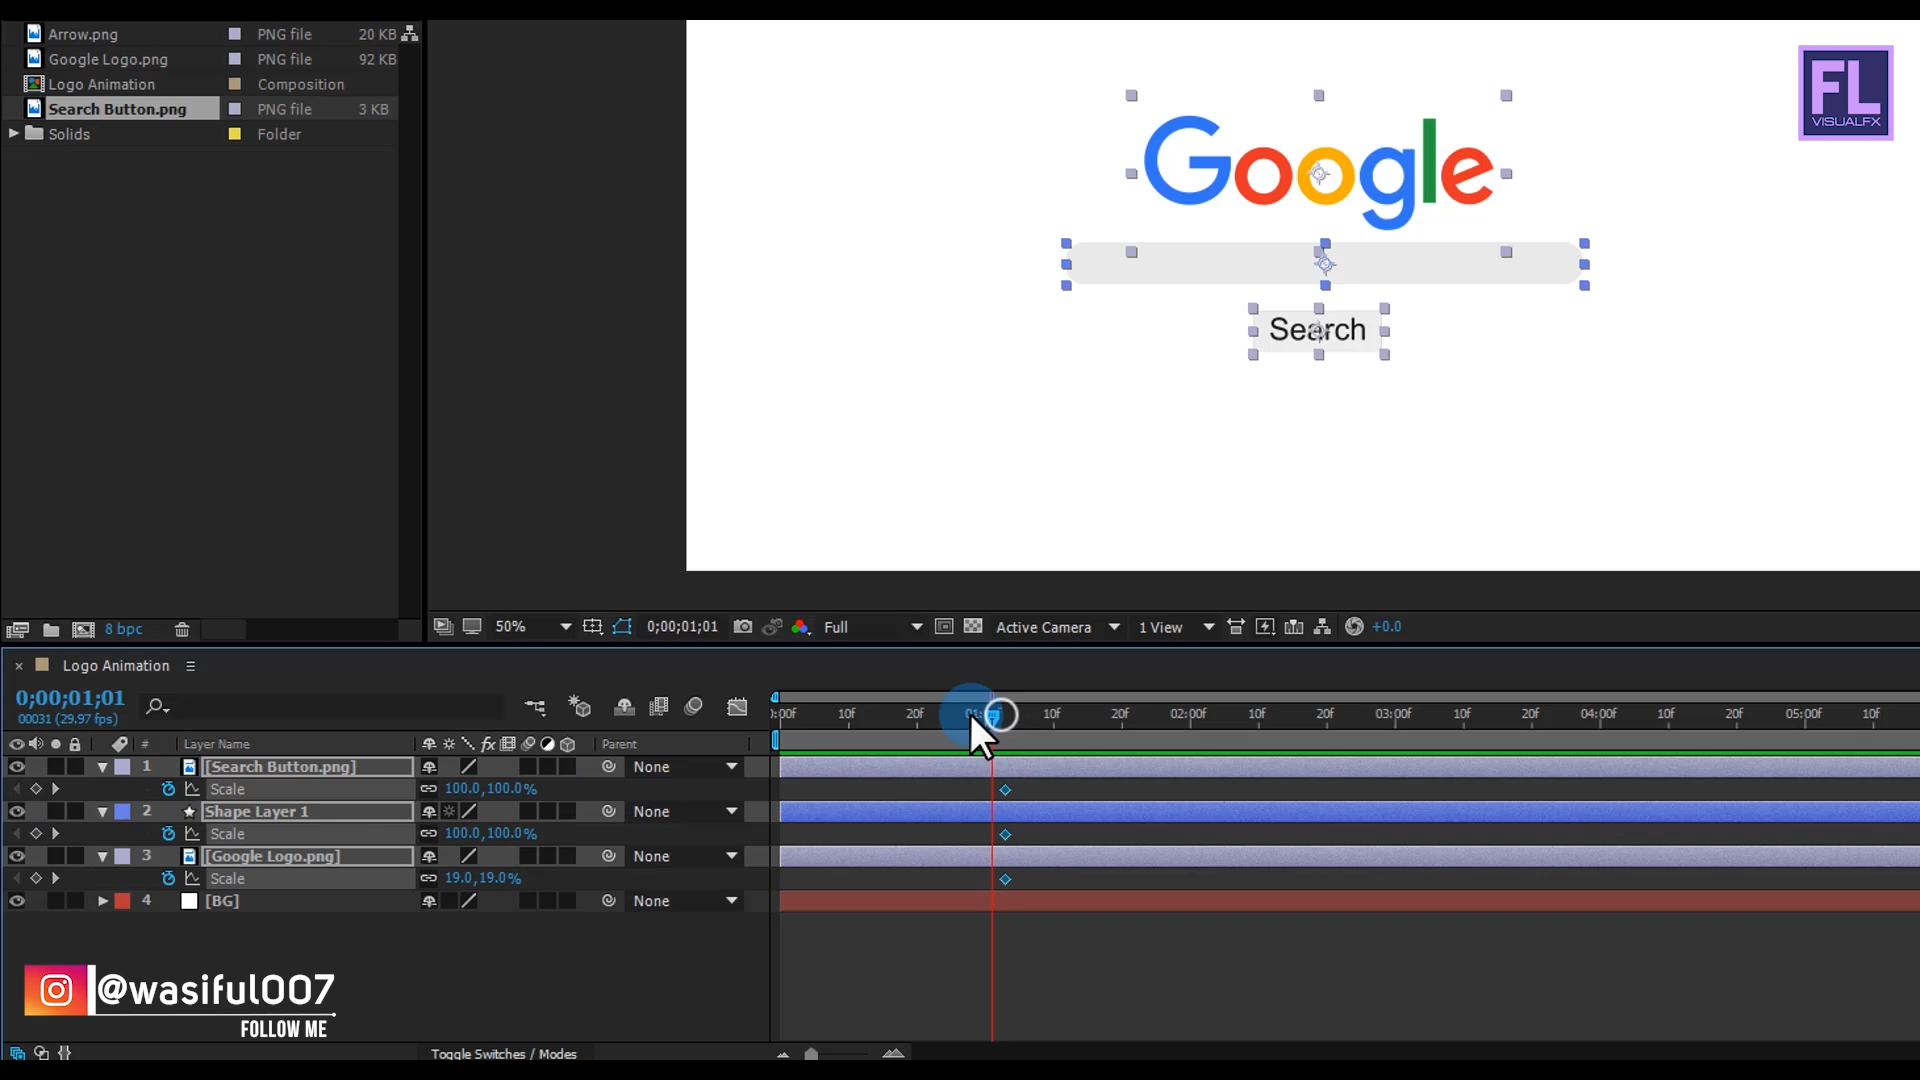 Arrow.png PNG file 20 KB
Google Logo.png PNG file 92 KB
Logo Animation Composition
Search Button.png PNG file 3 KB
Solids Folder
FL
VISUALFX
Google
Search
8 bpc
50% 0;00;01;01 Full Active Camera 1 View +0.0
Logo Animation
0;00;01;01
00031 (29.97 fps)
0:00f 10f 20f 01: 10f 20f 02:00f 10f 20f 03:00f 10f 20f 04:00f 10f 20f 05:00f 10f
# Layer Name fx Parent
1 [Search Button.png] None
Scale 100.0,100.0%
2 Shape Layer 1 None
Scale 100.0,100.0%
3 [Google Logo.png] None
Scale 19.0,19.0%
4 [BG] None
@wasiful007
FOLLOW ME
Toggle Switches / Modes